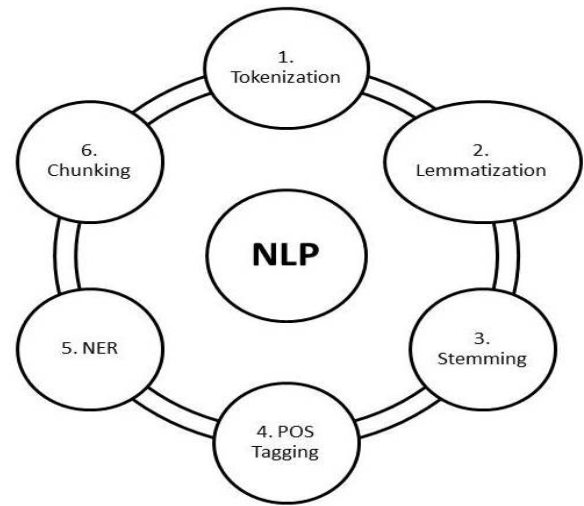 1.
Tokenization
2.
Lemmatization
3.
Stemming
4. POS
Tagging
5. NER
6.
Chunking
NLP